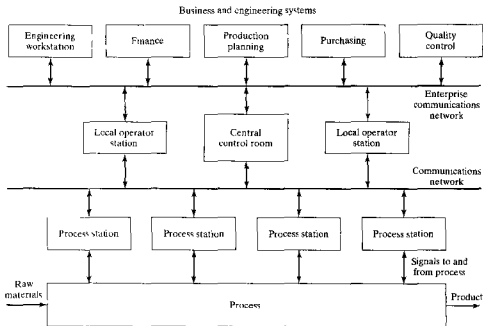 Business and engineering systems
Engineering
workstation
Finance
Production
planning
Purchasing
Quality
control
Enterprise
communications
network
Local operator
station
Central
control room
Local operator
station
Communications
network
Process station
Process station
Process station
Process station
Signals to and
from process
Raw
materials
Process
Product